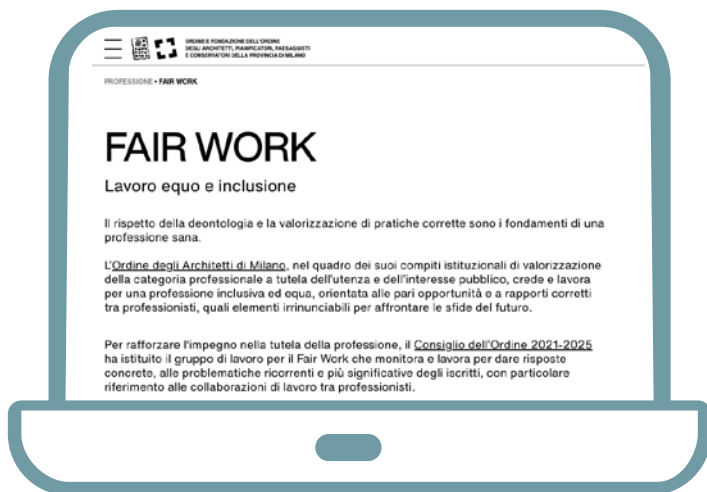 ORDINE E FONDAZIONE DELL'ORDINE
DEGLI ARCHITETTI, PIANIFICATORI, PAESAGGISTI
E CONSERVATORI DELLA PROVINCIA DI MILANO
PROFESSIONE • FAIR WORK
FAIR WORK
Lavoro equo e inclusione
Il rispetto della deontologia e la valorizzazione di pratiche corrette sono i fondamenti di una
professione sana.
L'Ordine degli Architetti di Milano, nel quadro dei suoi compiti istituzionali di valorizzazione
della categoria professionale a tutela dell'utenza e dell'interesse pubblico, crede e lavora
per una professione inclusiva ed equa, orientata alle pari opportunità e a rapporti corretti
tra professionisti, quali elementi irrinunciabili per affrontare le sfide del futuro.
Per rafforzare l'impegno nella tutela della professione, il Consiglio dell'Ordine 2021-2025
ha istituito il gruppo di lavoro per il Fair Work che monitora e lavora per dare risposte
concrete, alle problematiche ricorrenti e più significative degli iscritti, con particolare
riferimento alle collaborazioni di lavoro tra professionisti.